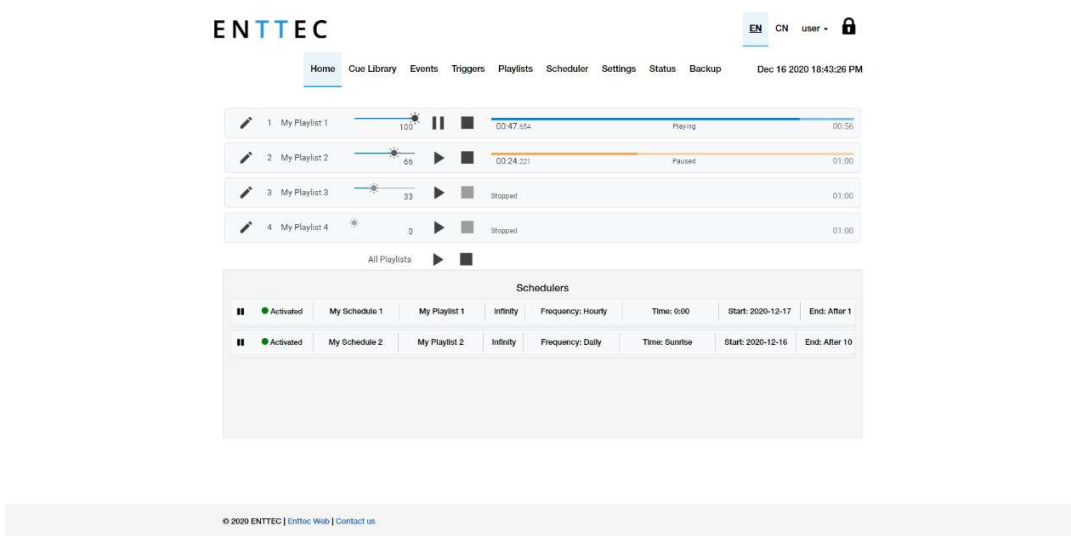 ENTTEC
EN CN user
Home Cue Library Events Triggers Playlists Scheduler Settings Status Backup Dec 16 2020 18:43:26 PM
1 My Playlist 1 100 00:47.654 Playing 00:56
2 My Playlist 2 66 00:24.221 Paused 01:00
3 My Playlist 3 33 Stopped 01:00
4 My Playlist 4 0 Stopped 01:00
All Playlists
Schedulers
Activated My Schedule 1 My Playlist 1 Infinity Frequency: Hourly Time: 0:00 Start: 2020-12-17 End: After 1
Activated My Schedule 2 My Playlist 2 Infinity Frequency: Daily Time: Sunrise Start: 2020-12-16 End: After 10
© 2020 ENTTEC | Enttec Web | Contact us